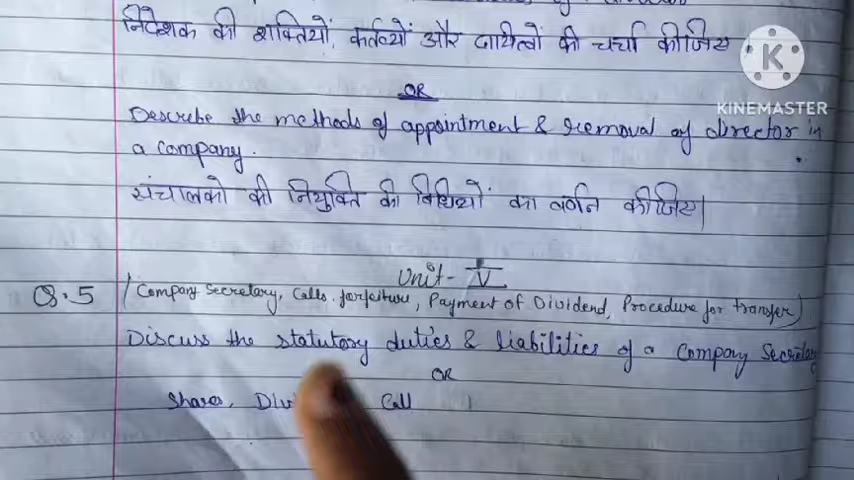 निदेशक की शक्तियों, कर्तव्यों और दायित्वों की चर्चा कीजिए
K
KINEMASTER
OR
Describe the methods of appointment & removal of director in
a company.
संचालको की नियुक्ति की विधियों का वर्णन कीजिए|
Unit - V
Q.5 (Company Secretary, Calls. forfeiture, Payment of Dividend, Procedure for transfer)
Discuss the statutory duties & liabilities of a Company Secretary
OR
Shares, Call